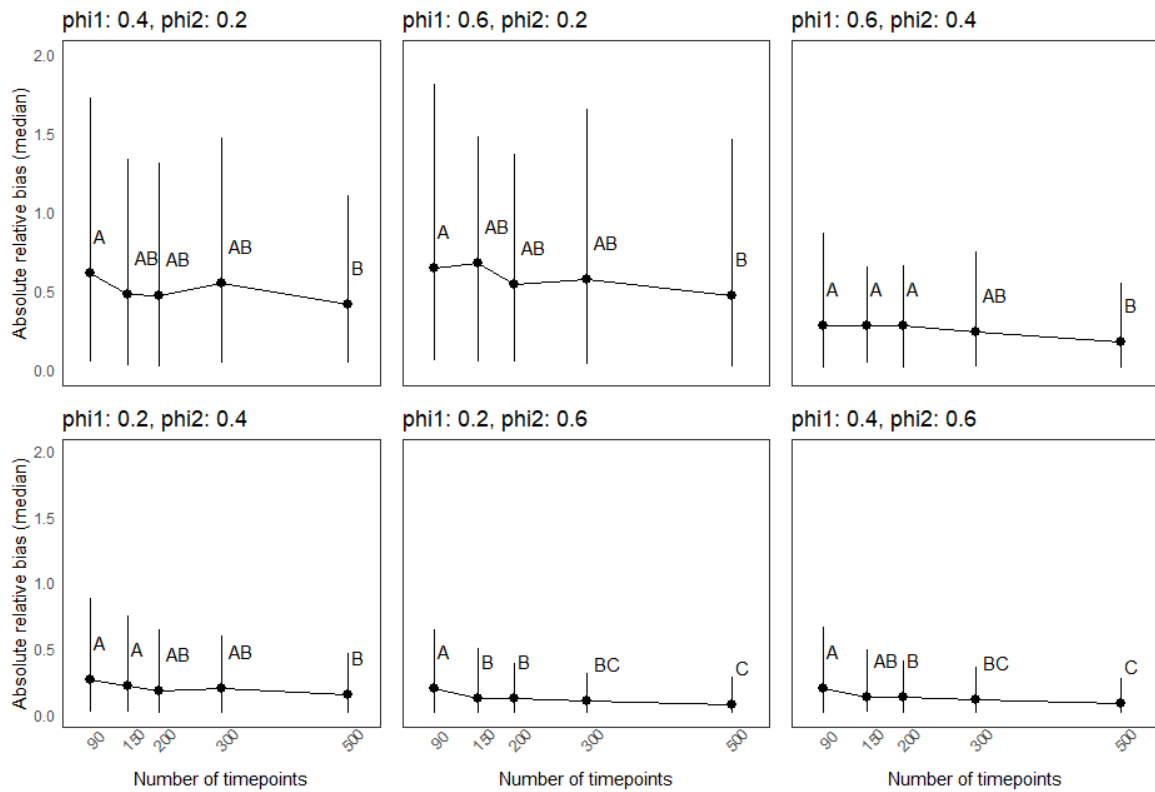 phi1: 0.4, phi2: 0.2
phi1: 0.6, phi2: 0.2
phi1: 0.6, phi2: 0.4
Absolute relative bias (median)
2.0
1.5
1.0
0.5
0.0
A
AB
AB
AB
B
A
AB
AB
AB
B
A
A
A
AB
B
phi1: 0.2, phi2: 0.4
phi1: 0.2, phi2: 0.6
phi1: 0.4, phi2: 0.6
Absolute relative bias (median)
2.0
1.5
1.0
0.5
0.0
A
A
AB
AB
B
A
B
B
BC
C
A
AB
B
BC
C
90
150
200
300
500
90
150
200
300
500
90
150
200
300
500
Number of timepoints
Number of timepoints
Number of timepoints